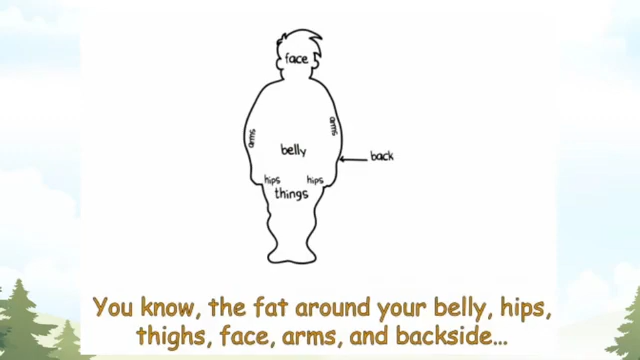 face
arms
arms
belly
back
hips
hips
things
You know, the fat around your belly, hips,
thighs, face, arms, and backside...